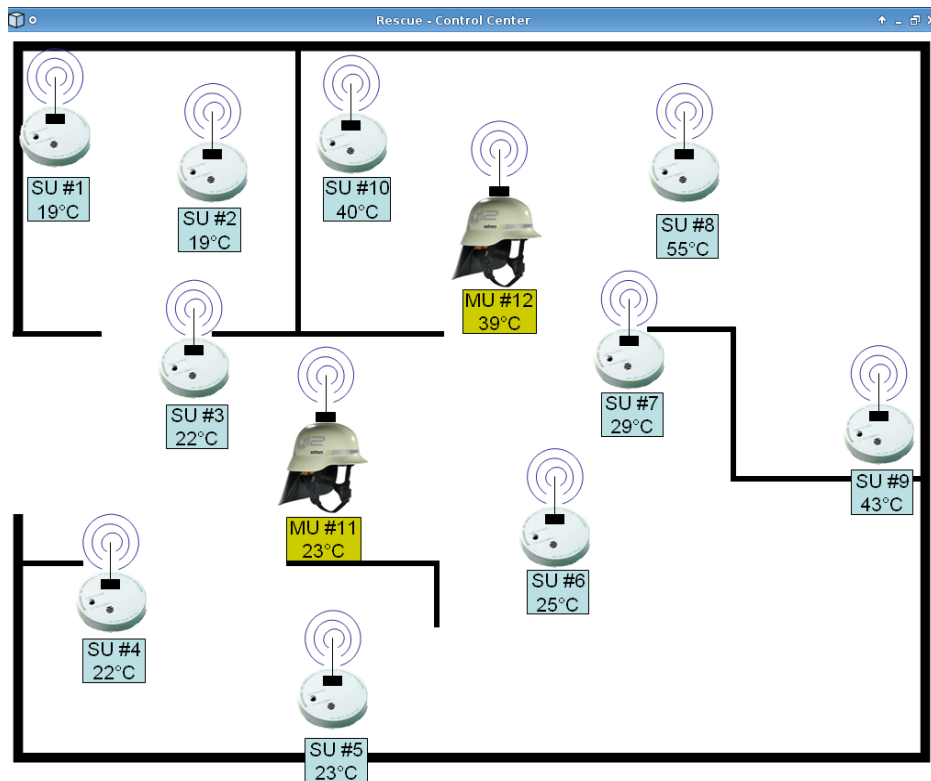 Rescue - Control Center
SU #1
19°C
SU #2
19°C
SU #10
40°C
MU #12
39°C
SU #8
55°C
SU #3
22°C
SU #7
29°C
SU #9
43°C
MU #11
23°C
SU #6
25°C
SU #4
22°C
SU #5
23°C